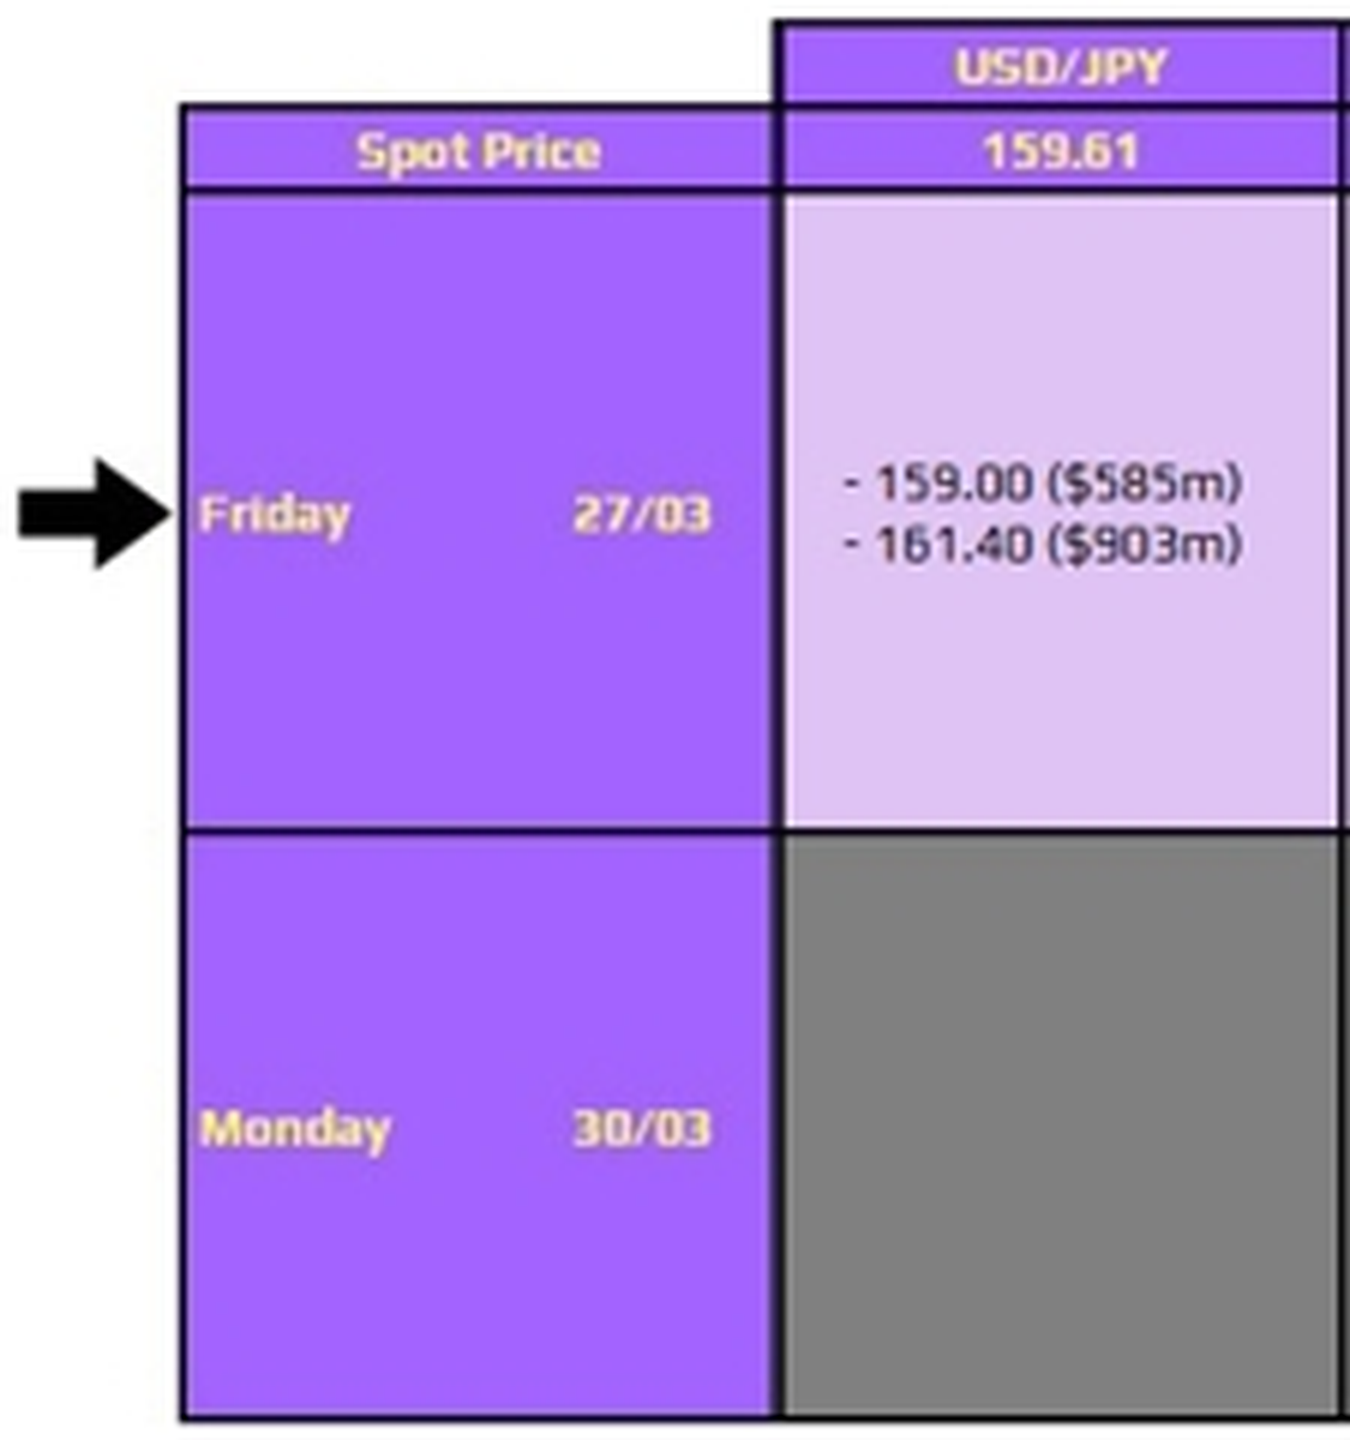 USD/JPY
Spot Price 159.61
Friday 27/03
- 159.00 ($585m)
- 161.40 ($903m)
Monday 30/03